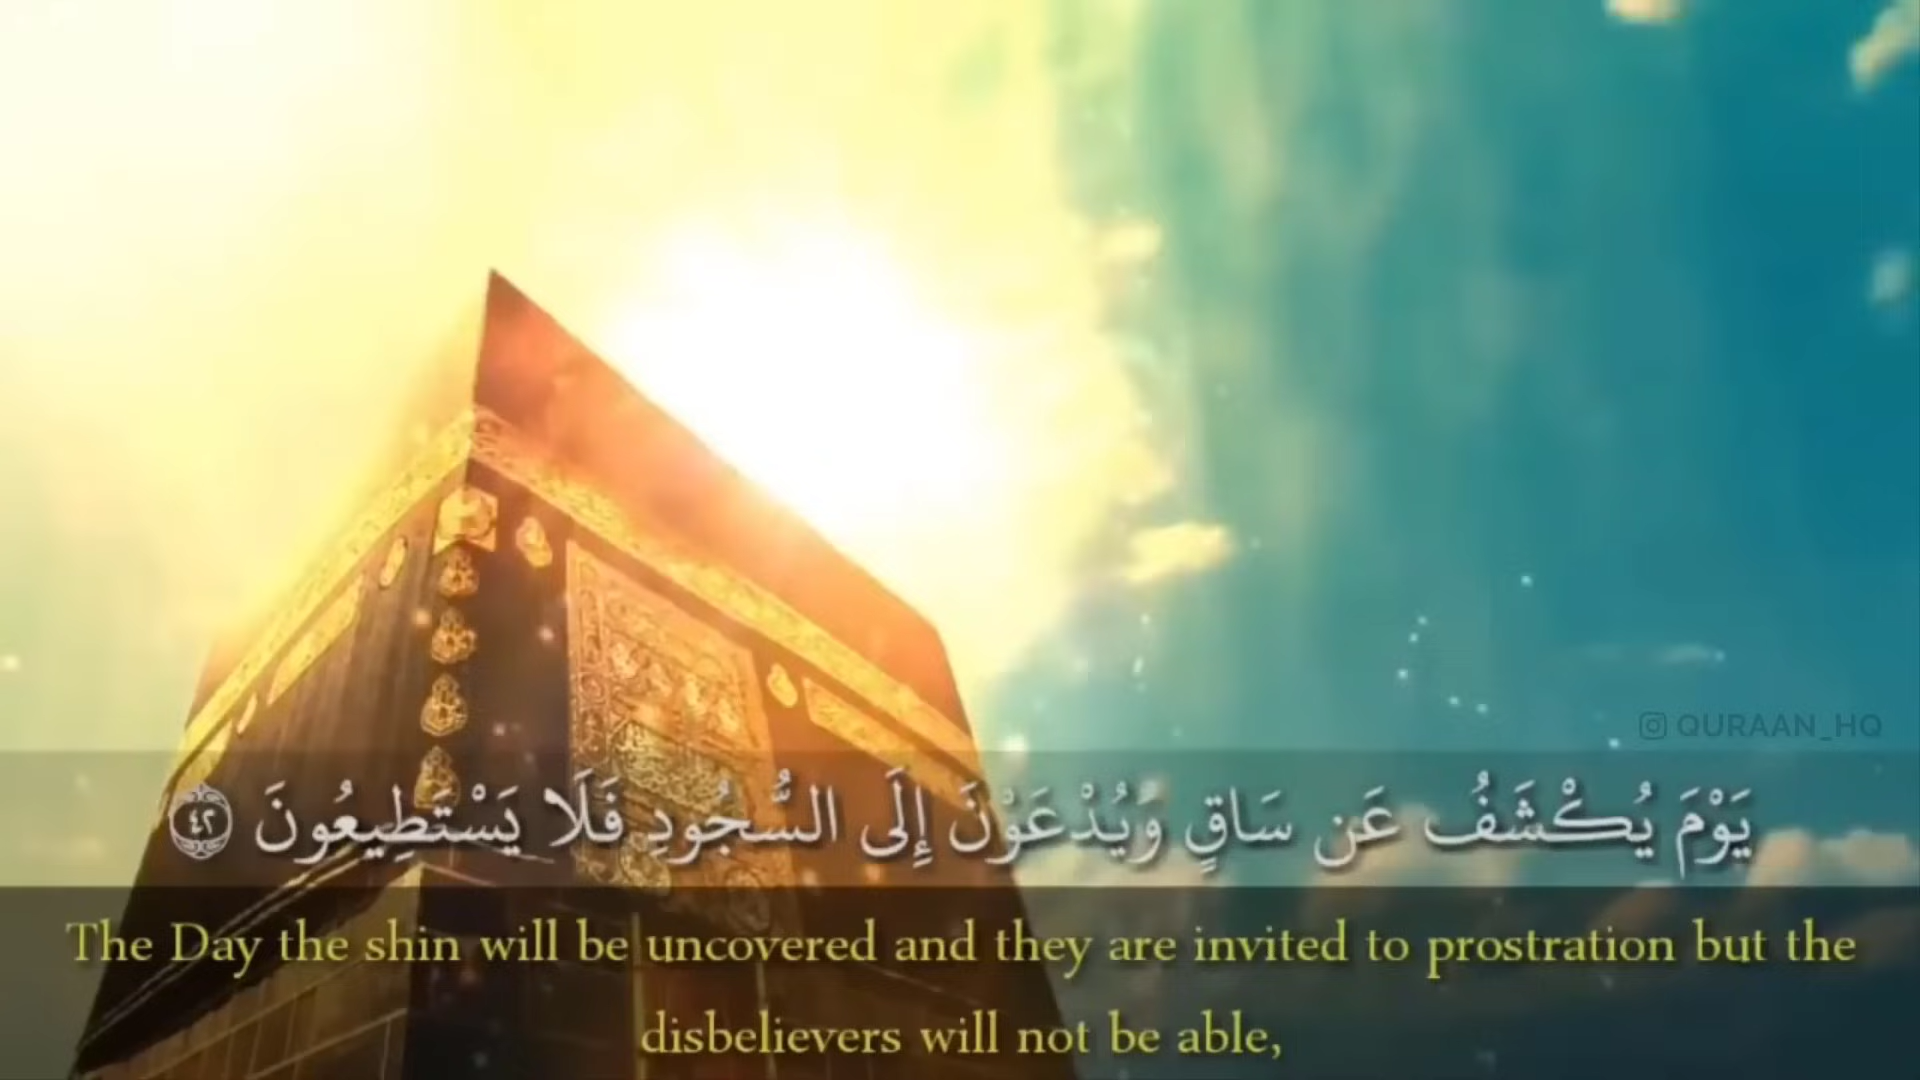 QURAAN_HQ
يَوْمَ يُكْشَفُ عَن سَاقٍ وَيُدْعَوْنَ إِلَى السُّجُودِ فَلَا يَسْتَطِيعُونَ ٤٢
The Day the shin will be uncovered and they are invited to prostration but the
disbelievers will not be able,